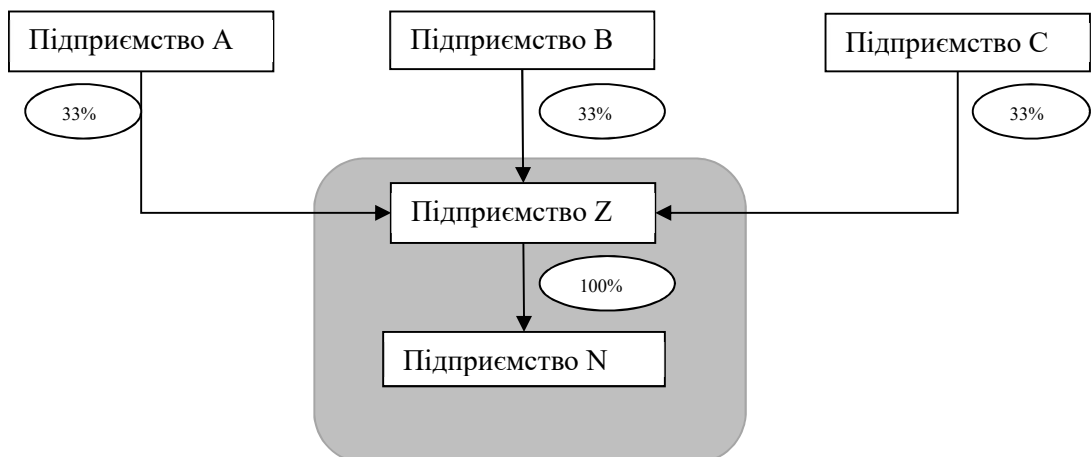 Підприємство А
Підприємство В
Підприємство С
33%
33%
33%
Підприємство Z
100%
Підприємство N